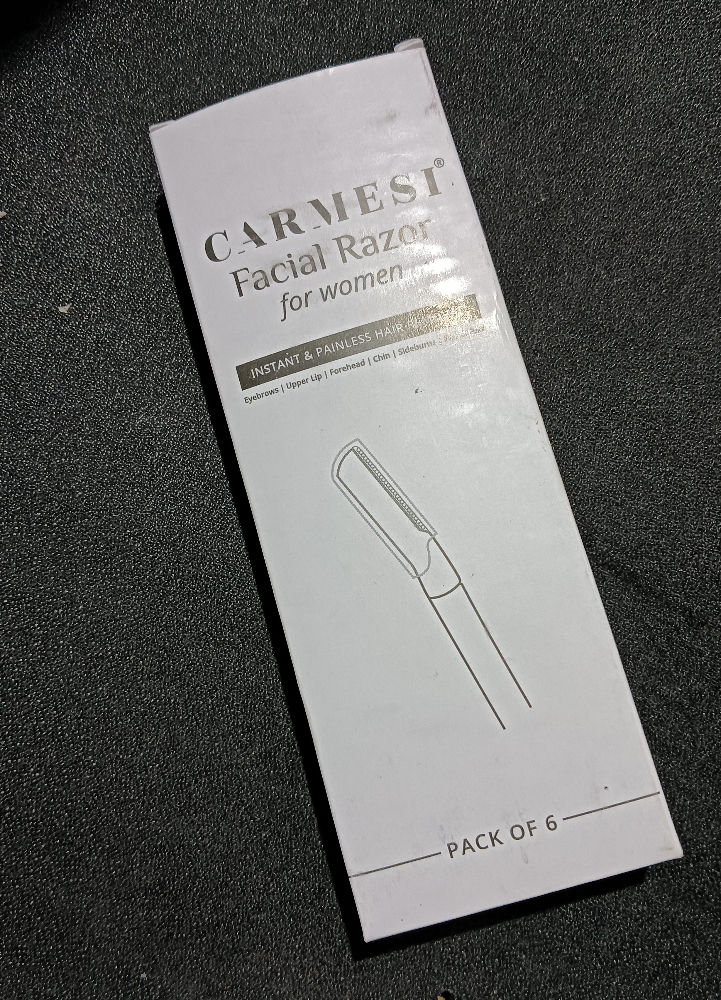 CARMESI®
Facial Razor
for women
INSTANT & PAINLESS HAIR
Eyebrows | Upper Lip | Forehead | Chin | Sideburns
PACK OF 6